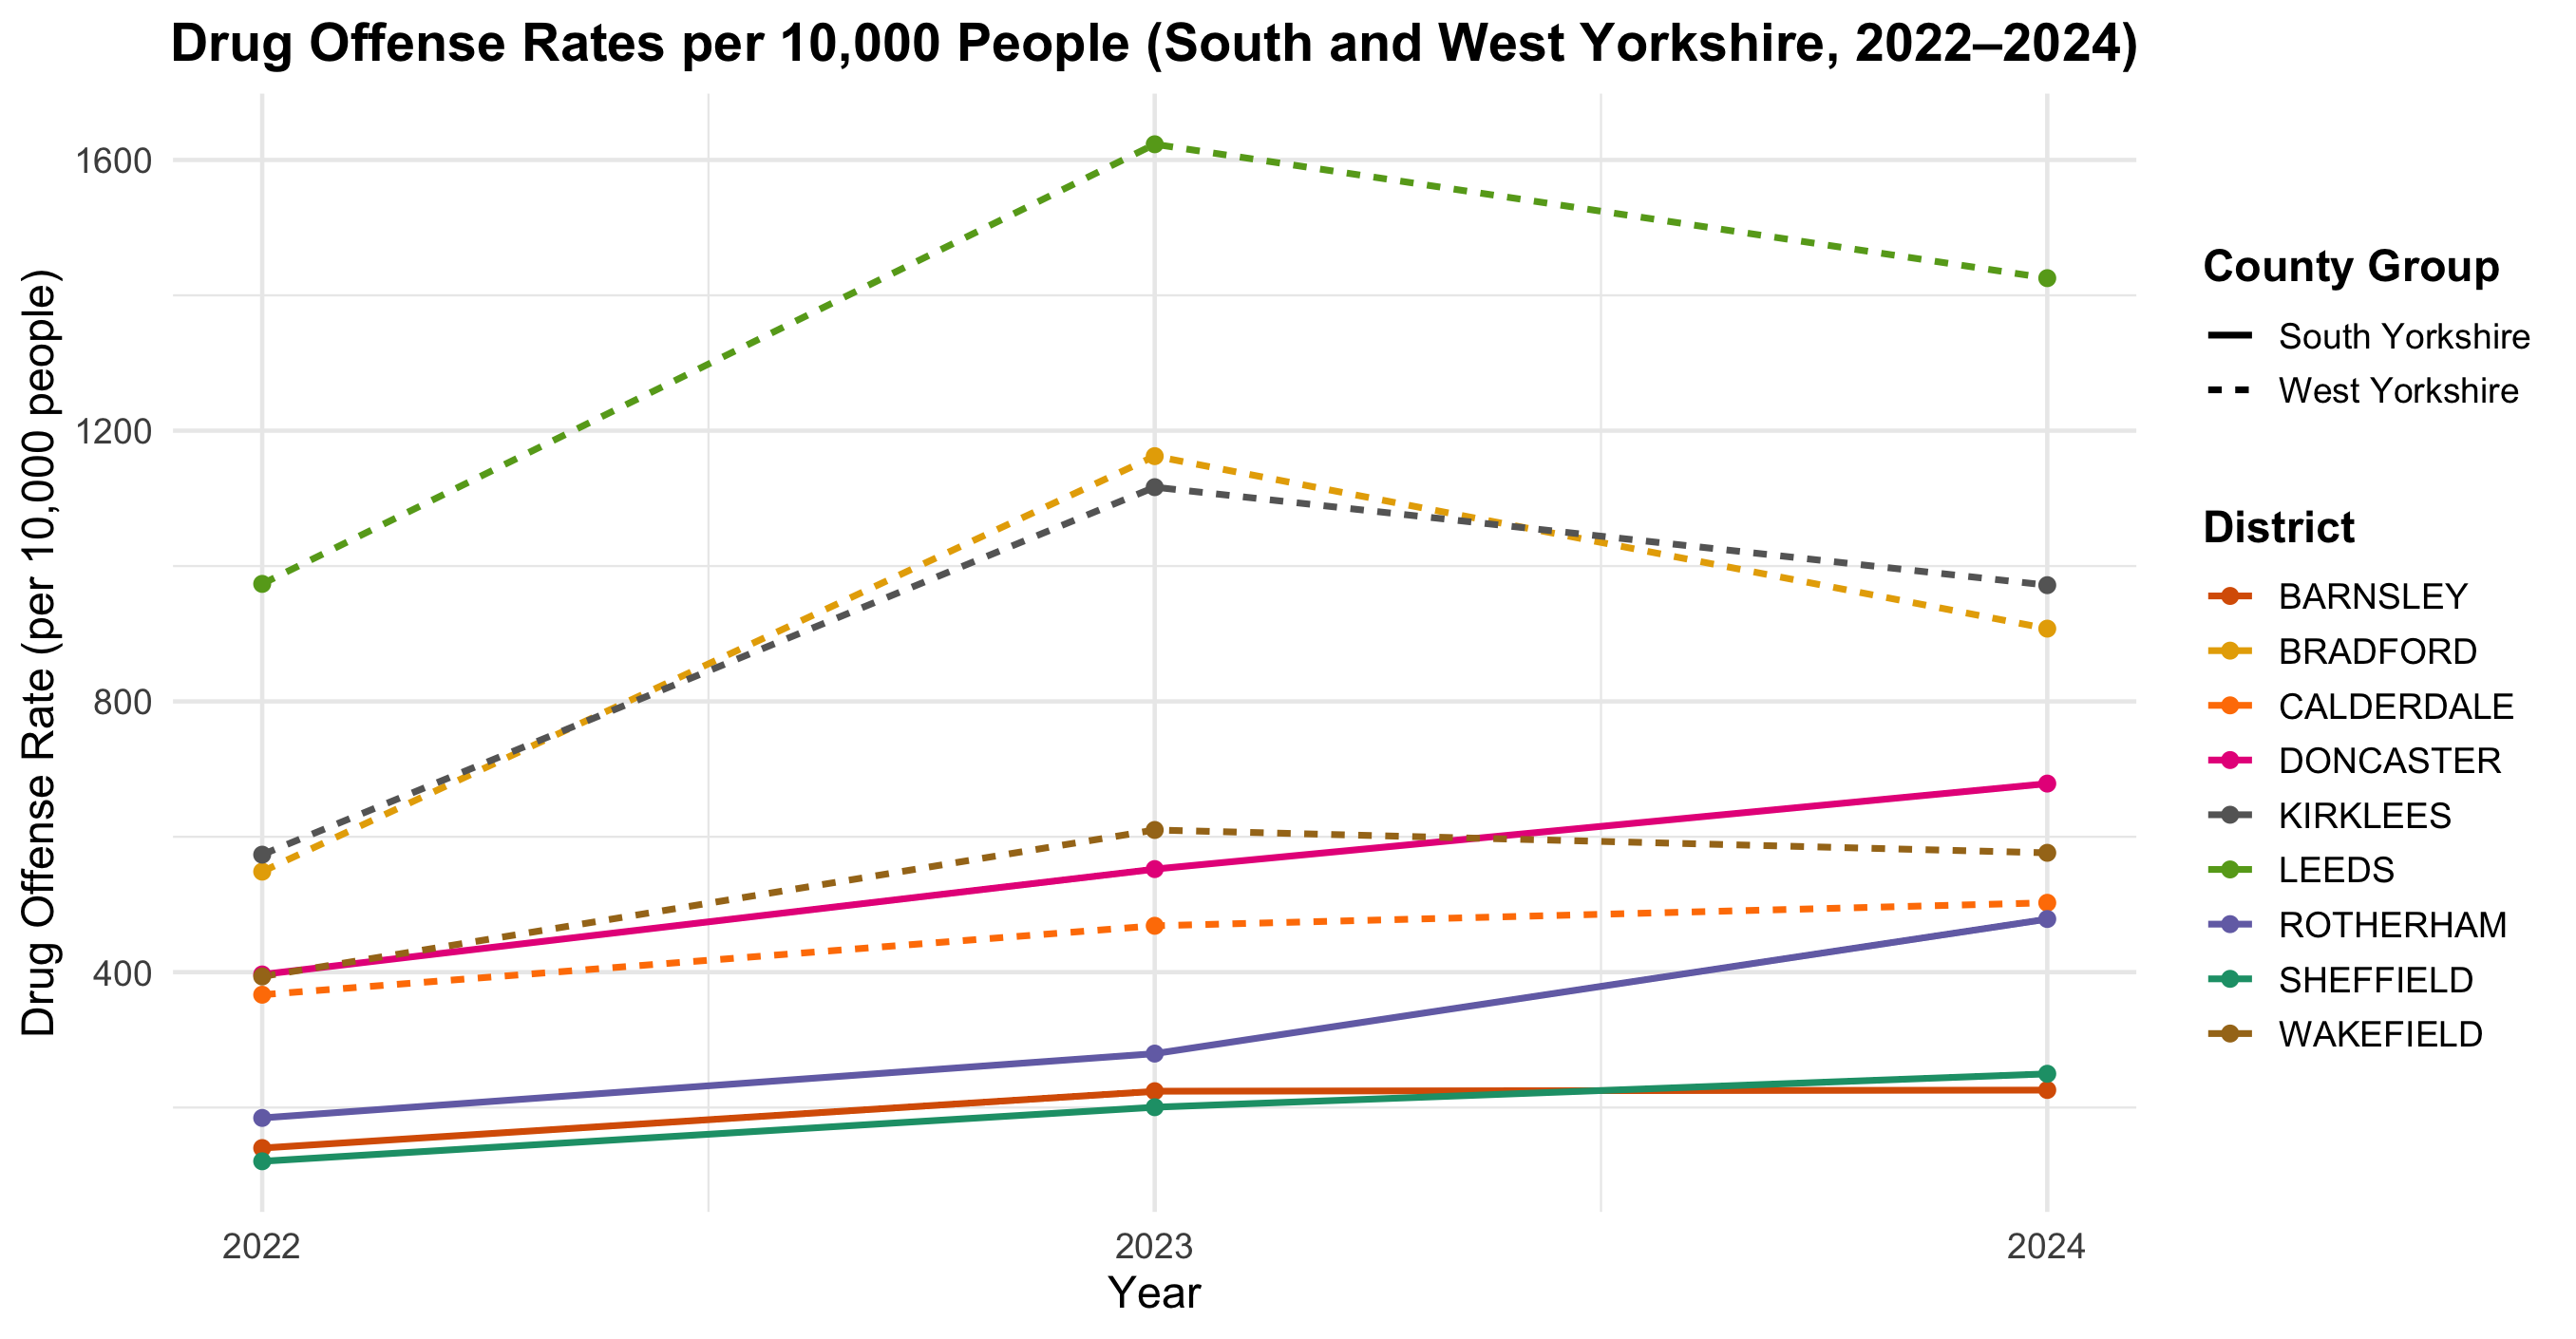 Drug Offense Rates per 10,000 People (South and West Yorkshire, 2022–2024)
Drug Offense Rate (per 10,000 people)
1600
1200
800
400
2022
2023
2024
Year
County Group
South Yorkshire
West Yorkshire
District
BARNSLEY
BRADFORD
CALDERDALE
DONCASTER
KIRKLEES
LEEDS
ROTHERHAM
SHEFFIELD
WAKEFIELD